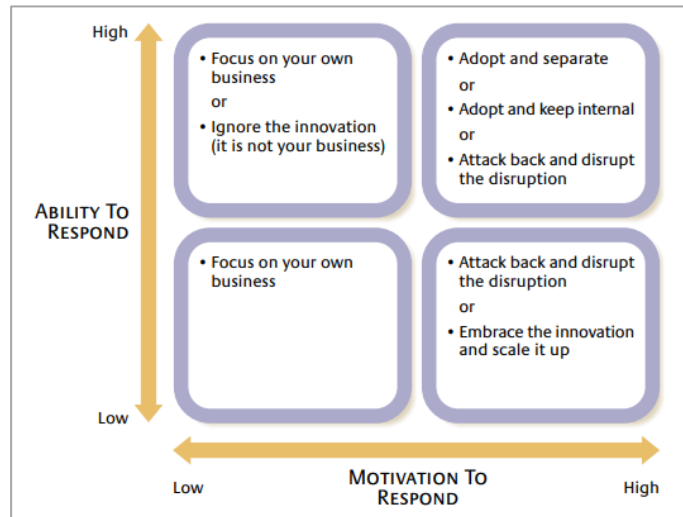 High
• Focus on your own
business
or
• Ignore the innovation
(it is not your business)
• Adopt and separate
or
• Adopt and keep internal
or
• Attack back and disrupt
the disruption
ABILITY TO
RESPOND
• Focus on your own
business
• Attack back and disrupt
the disruption
or
• Embrace the innovation
and scale it up
Low
Low
MOTIVATION TO
RESPOND
High